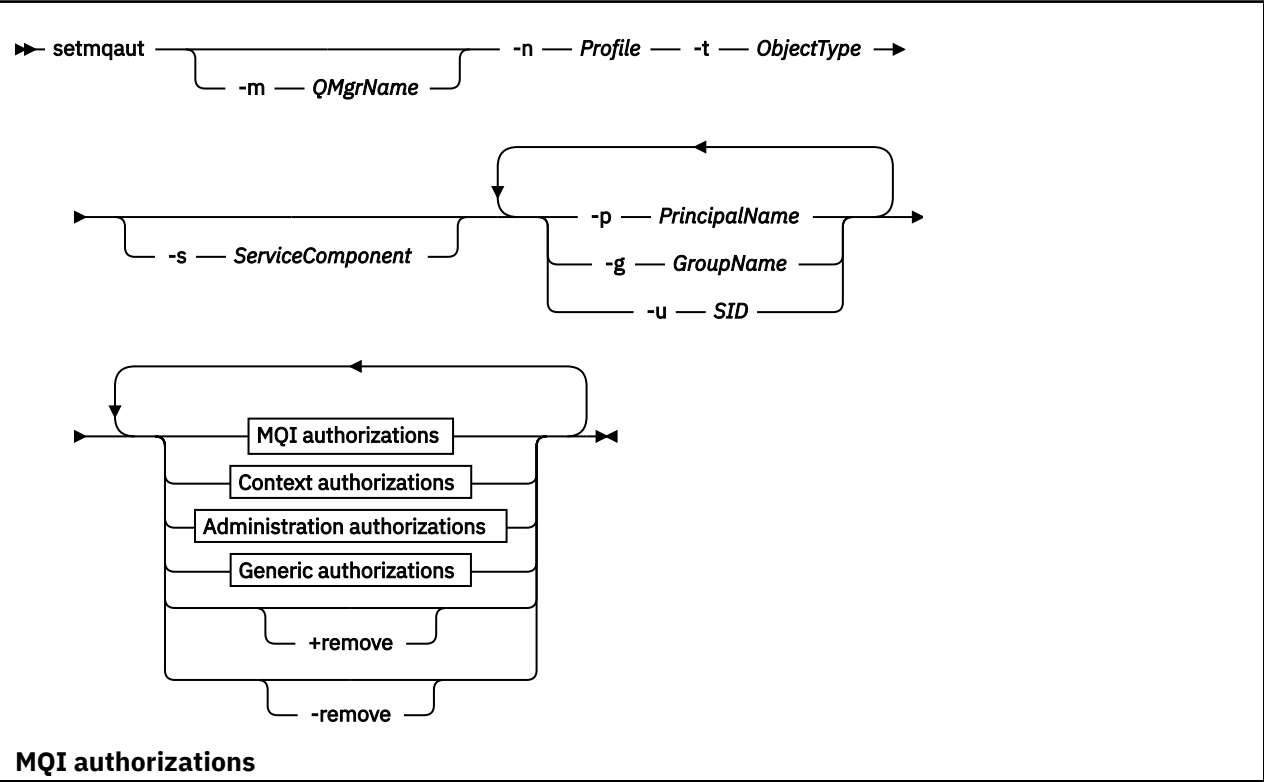 setmqaut -n Profile -t ObjectType
-m QMgrName
-p PrincipalName
-s ServiceComponent
-g GroupName
-u SID
MQI authorizations
Context authorizations
Administration authorizations
Generic authorizations
+remove
-remove
MQI authorizations